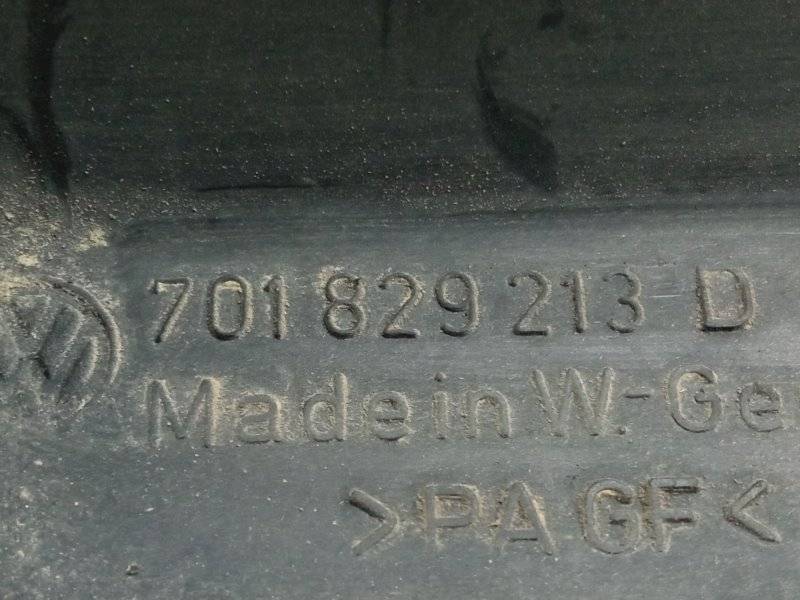 701 829 213 D
Made in W.-Ge
>PA GF<